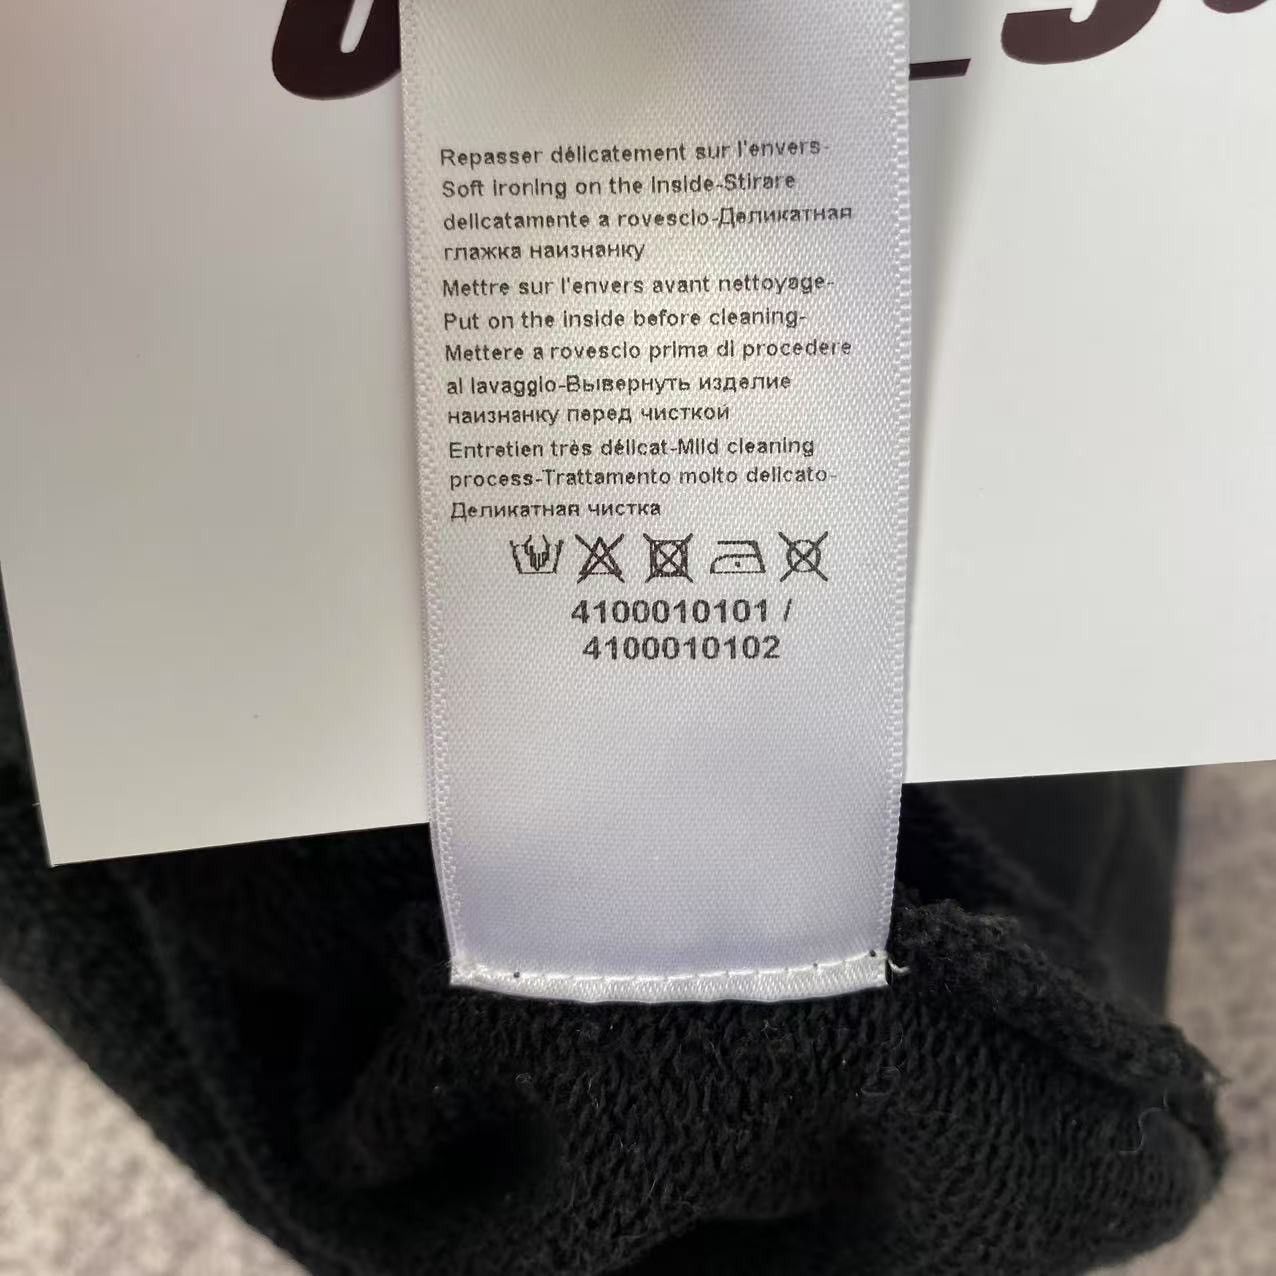 Repasser délicatement sur l'envers-
Soft ironing on the inside-Stirare
delicatamente a rovescio-Деликатная
глажка наизнанку
Mettre sur l'envers avant nettoyage-
Put on the inside before cleaning-
Mettere a rovescio prima di procedere
al lavaggio-Вывернуть изделие
наизнанку перед чисткой
Entretien très délicat-Mild cleaning
process-Trattamento molto delicato-
Деликатная чистка
4100010101 /
4100010102